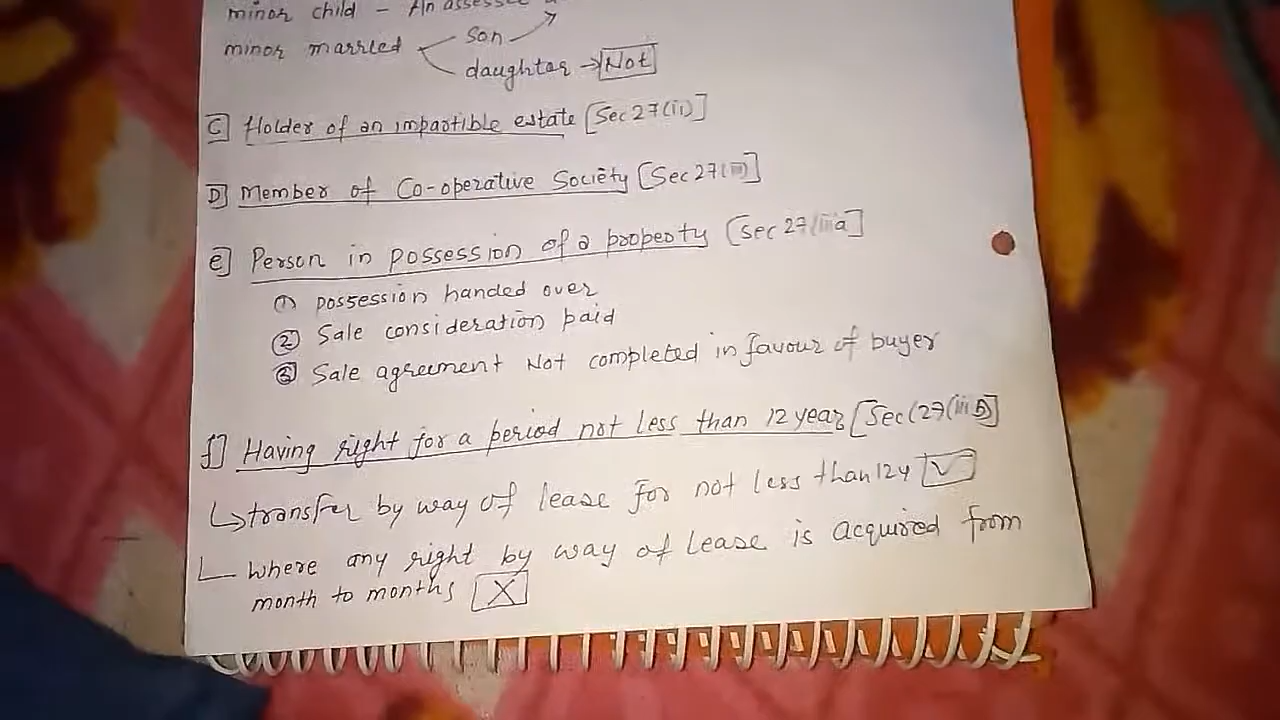 minor child - An assessee
minor married son
daughter → Not
C] Holder of an impartible estate [Sec 27(ii)]
D] Member of Co-operative Society [Sec 27(iii)]
e] Person in possession of a property [Sec 27(iiia]
① possession handed over
② Sale consideration paid
③ Sale agreement Not completed in favour of buyer
f] Having right for a period not less than 12 year [Sec (27(iiib)]
↳ transfer by way of lease for not less than 12y ✓
where any right by way of lease is acquired from
month to months X